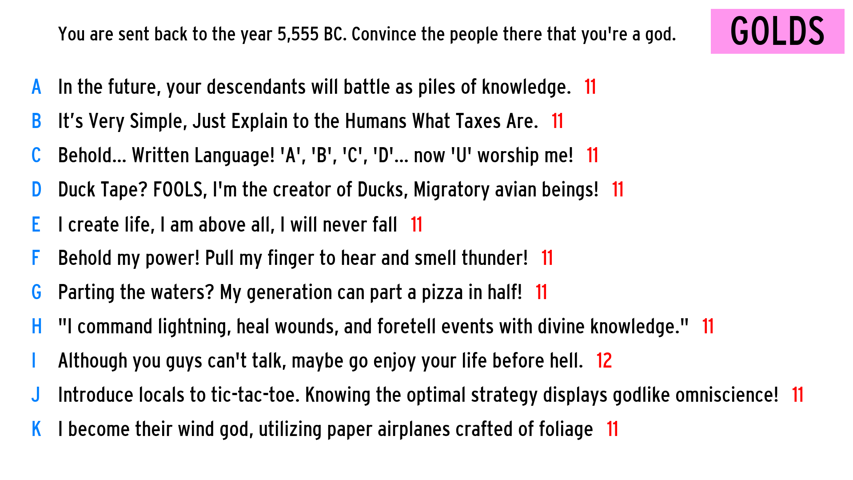 You are sent back to the year 5,555 BC. Convince the people there that you're a god.
GOLDS
A In the future, your descendants will battle as piles of knowledge. 11
B It’s Very Simple, Just Explain to the Humans What Taxes Are. 11
C Behold... Written Language! 'A', 'B', 'C', 'D'... now 'U' worship me! 11
D Duck Tape? FOOLS, I'm the creator of Ducks, Migratory avian beings! 11
E I create life, I am above all, I will never fall 11
F Behold my power! Pull my finger to hear and smell thunder! 11
G Parting the waters? My generation can part a pizza in half! 11
H "I command lightning, heal wounds, and foretell events with divine knowledge." 11
I Although you guys can't talk, maybe go enjoy your life before hell. 12
J Introduce locals to tic-tac-toe. Knowing the optimal strategy displays godlike omniscience! 11
K I become their wind god, utilizing paper airplanes crafted of foliage 11